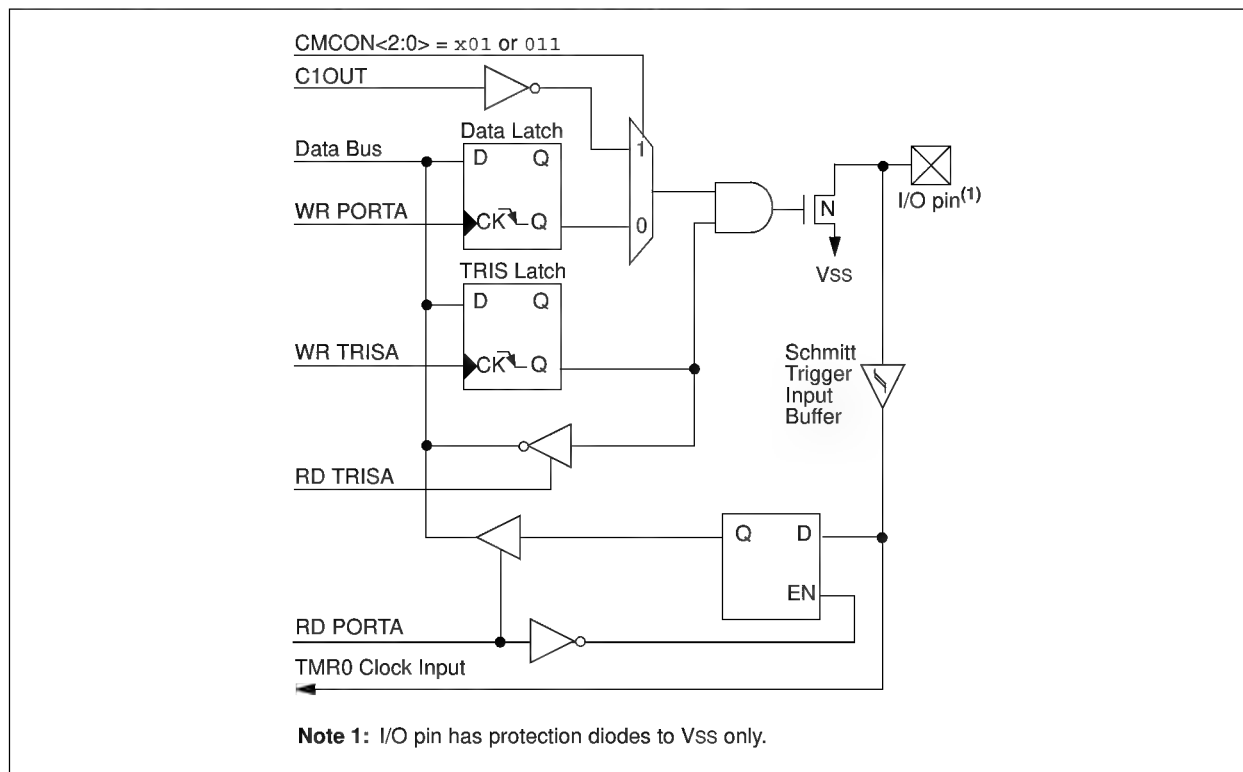 CMCON<2:0> = x01 or 011
C1OUT
Data Bus
Data Latch
D Q
WR PORTA
CK Q
1
0
N
I/O pin(1)
VSS
TRIS Latch
D Q
WR TRISA
CK Q
Schmitt
Trigger
Input
Buffer
RD TRISA
Q D
EN
RD PORTA
TMR0 Clock Input
Note 1: I/O pin has protection diodes to VSS only.